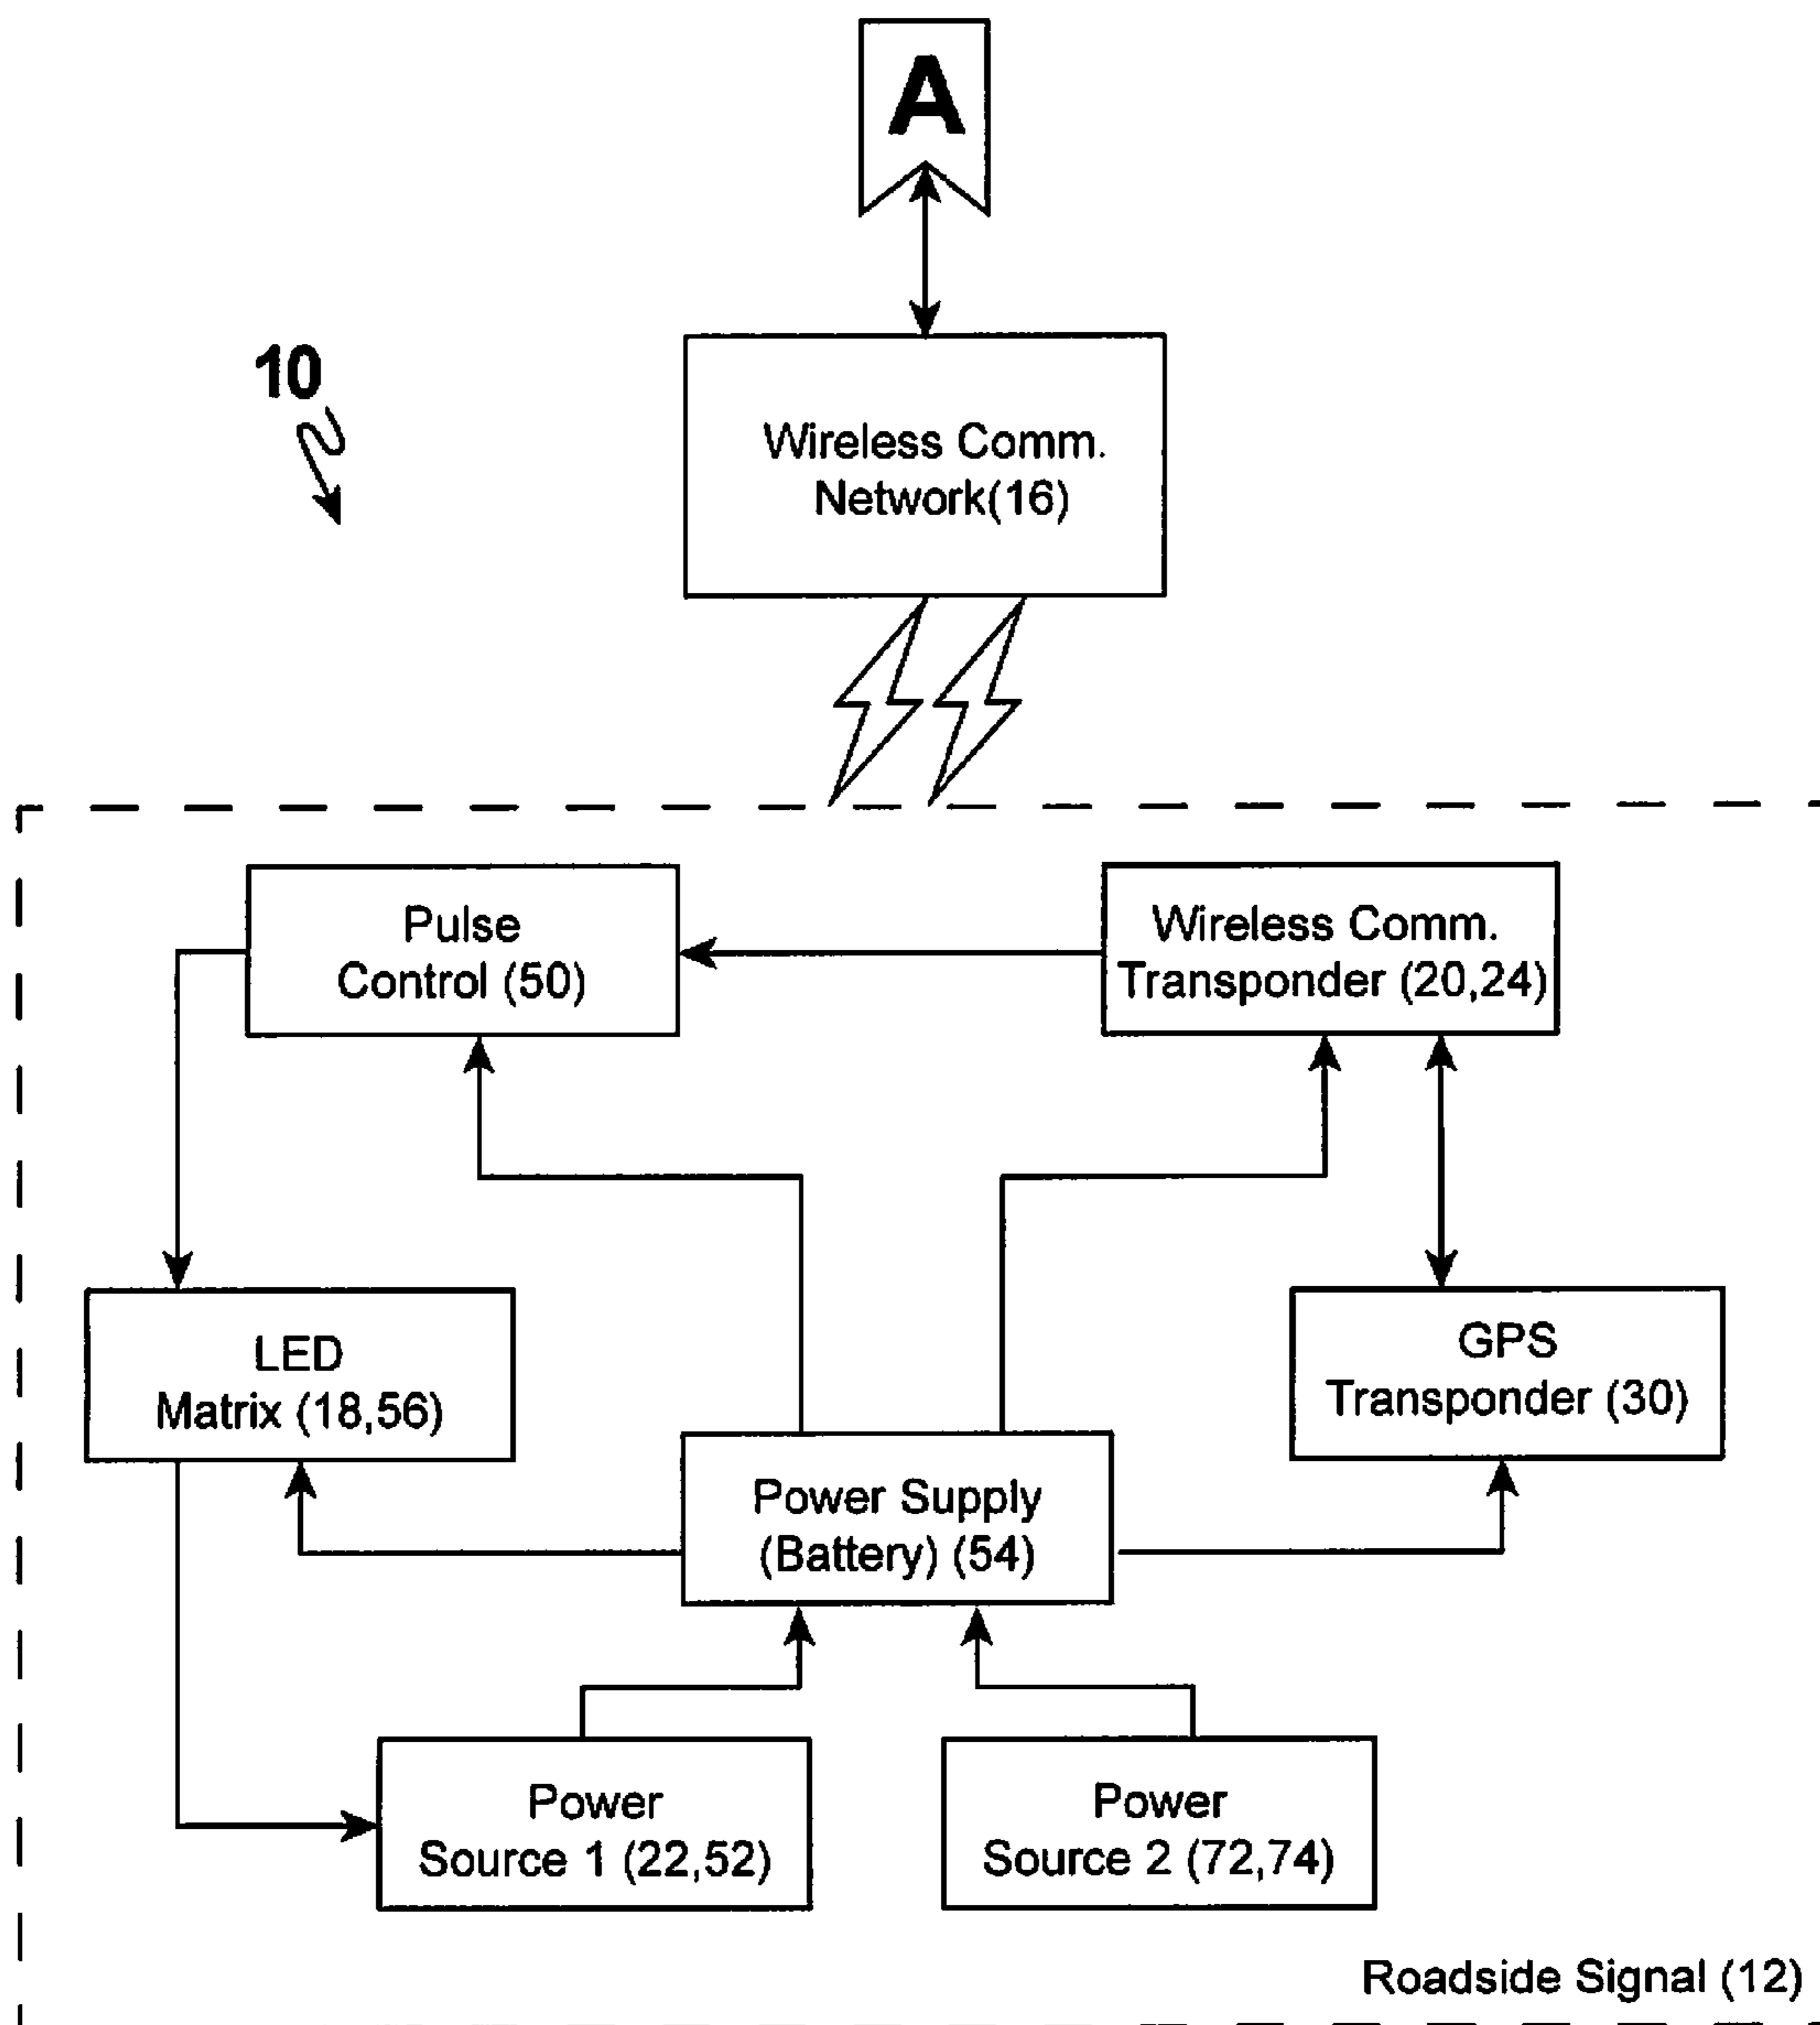 A
10
Wireless Comm.
Network(16)
Pulse
Control (50)
Wireless Comm.
Transponder (20,24)
LED
Matrix (18,56)
GPS
Transponder (30)
Power Supply
(Battery) (54)
Power
Source 1 (22,52)
Power
Source 2 (72,74)
Roadside Signal (12)